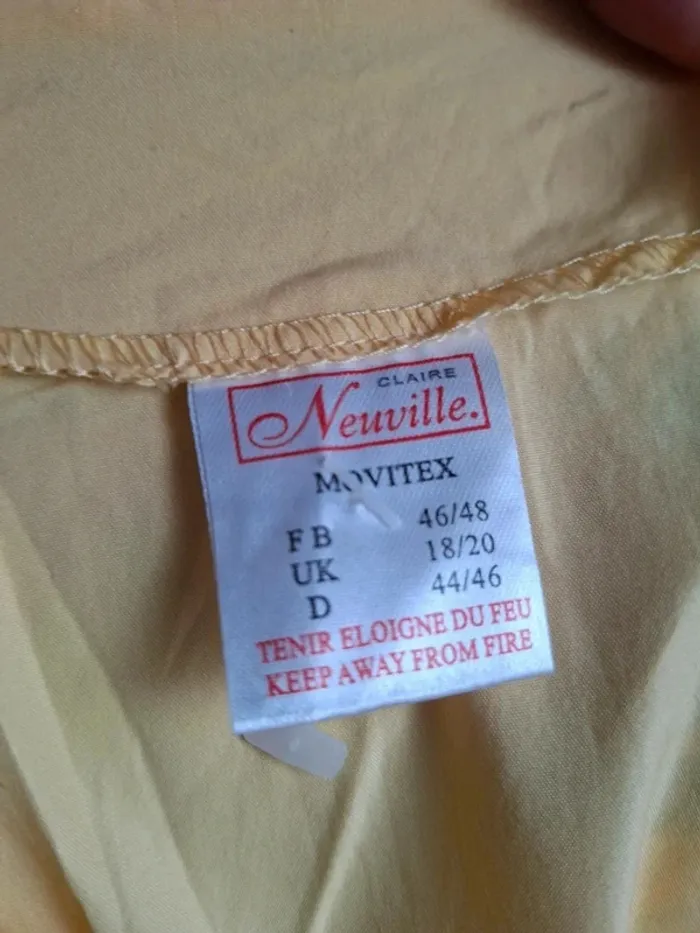 CLAIRE
Neuville.
MOVITEX
F B 46/48
UK 18/20
D 44/46
TENIR ELOIGNE DU FEU
KEEP AWAY FROM FIRE